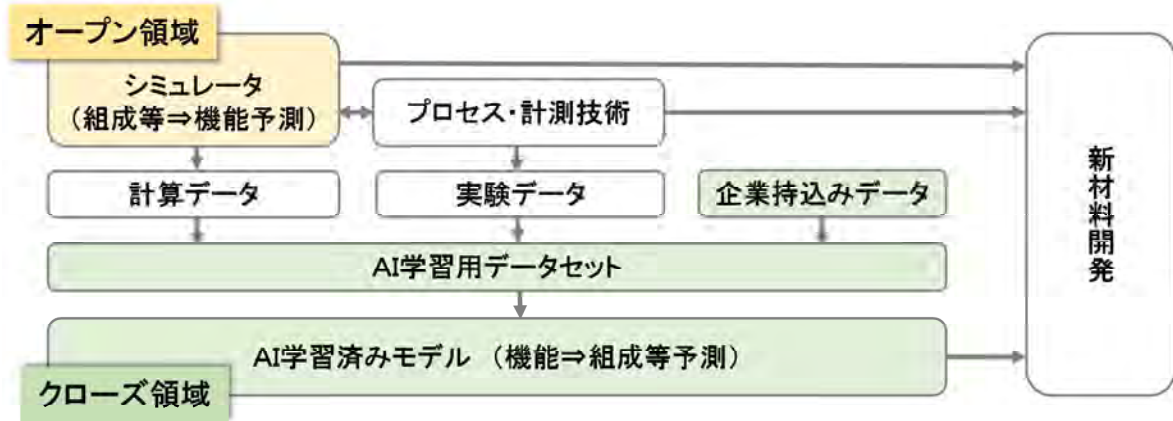 オープン領域
シミュレータ
（組成等⇒機能予測）
プロセス・計測技術
計算データ
実験データ
企業持込みデータ
AI学習用データセット
AI学習済みモデル （機能⇒組成等予測）
クローズ領域
新材料開発